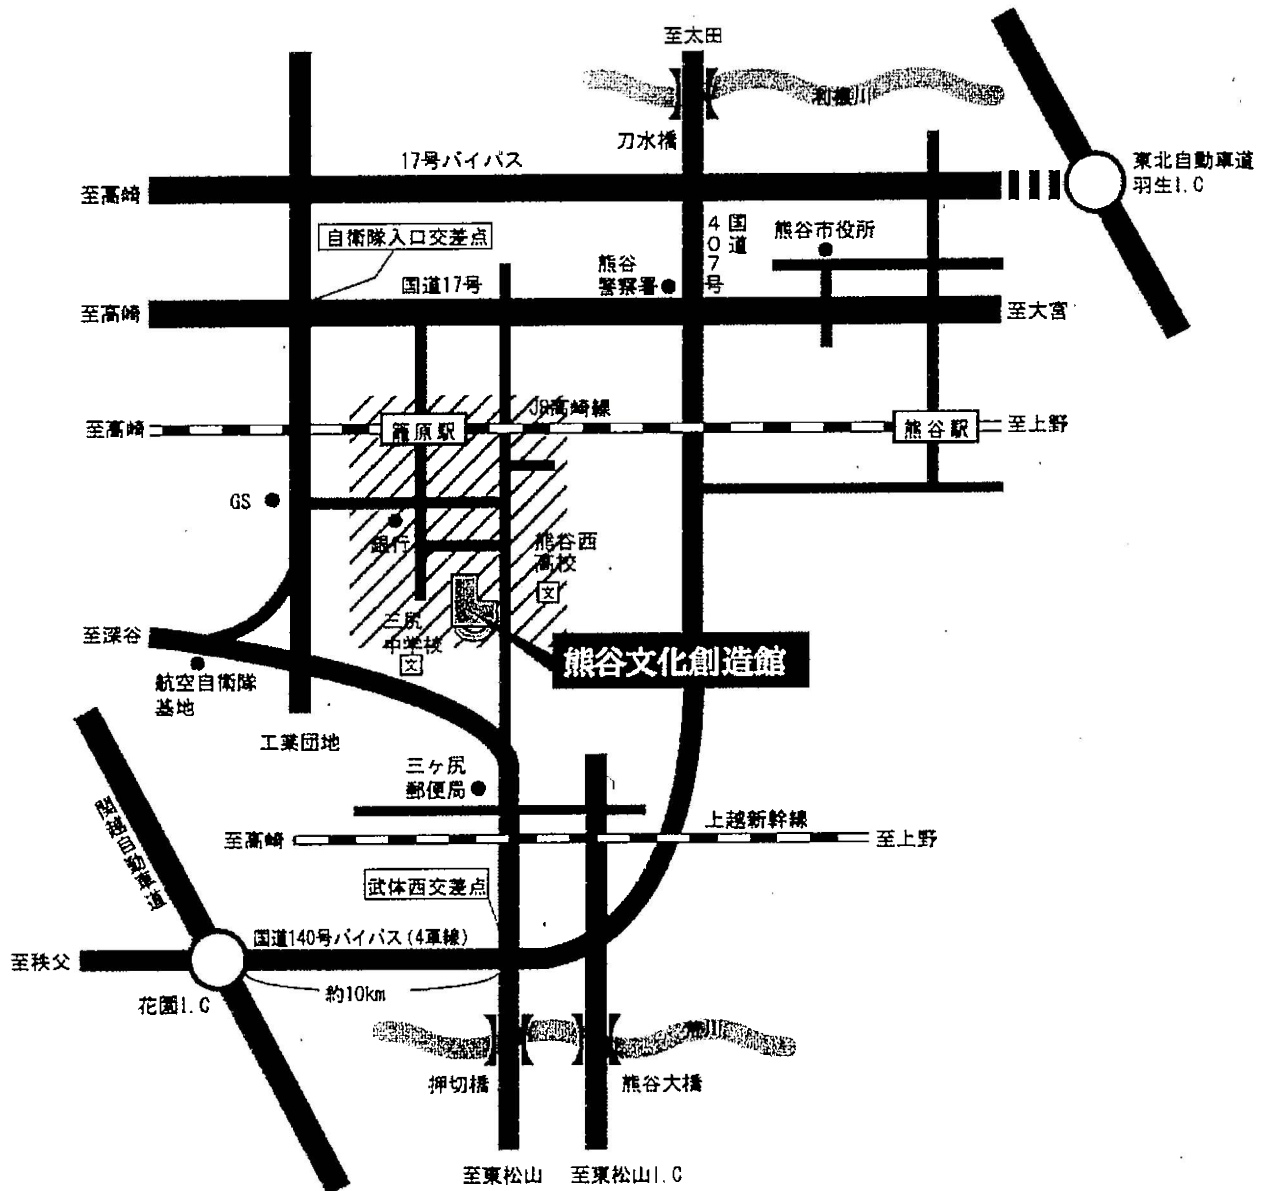 至太田
利根川
刀水橋
17号バイパス
東北自動車道
羽生I.C
至高崎
国道
407号
熊谷市役所
自衛隊入口交差点
熊谷
警察署
国道17号
至高崎
至大宮
JR高崎線
至高崎
籠原駅
熊谷駅
至上野
GS
銀行
熊谷西
高校
文
三尻
中学校
文
至深谷
熊谷文化創造館
航空自衛隊
基地
工業団地
三ヶ尻
郵便局
関越自動車道
上越新幹線
至高崎
至上野
武体西交差点
国道140号バイパス(4車線)
至秩父
約10km
花園I.C
荒川
押切橋
熊谷大橋
至東松山
至東松山I.C